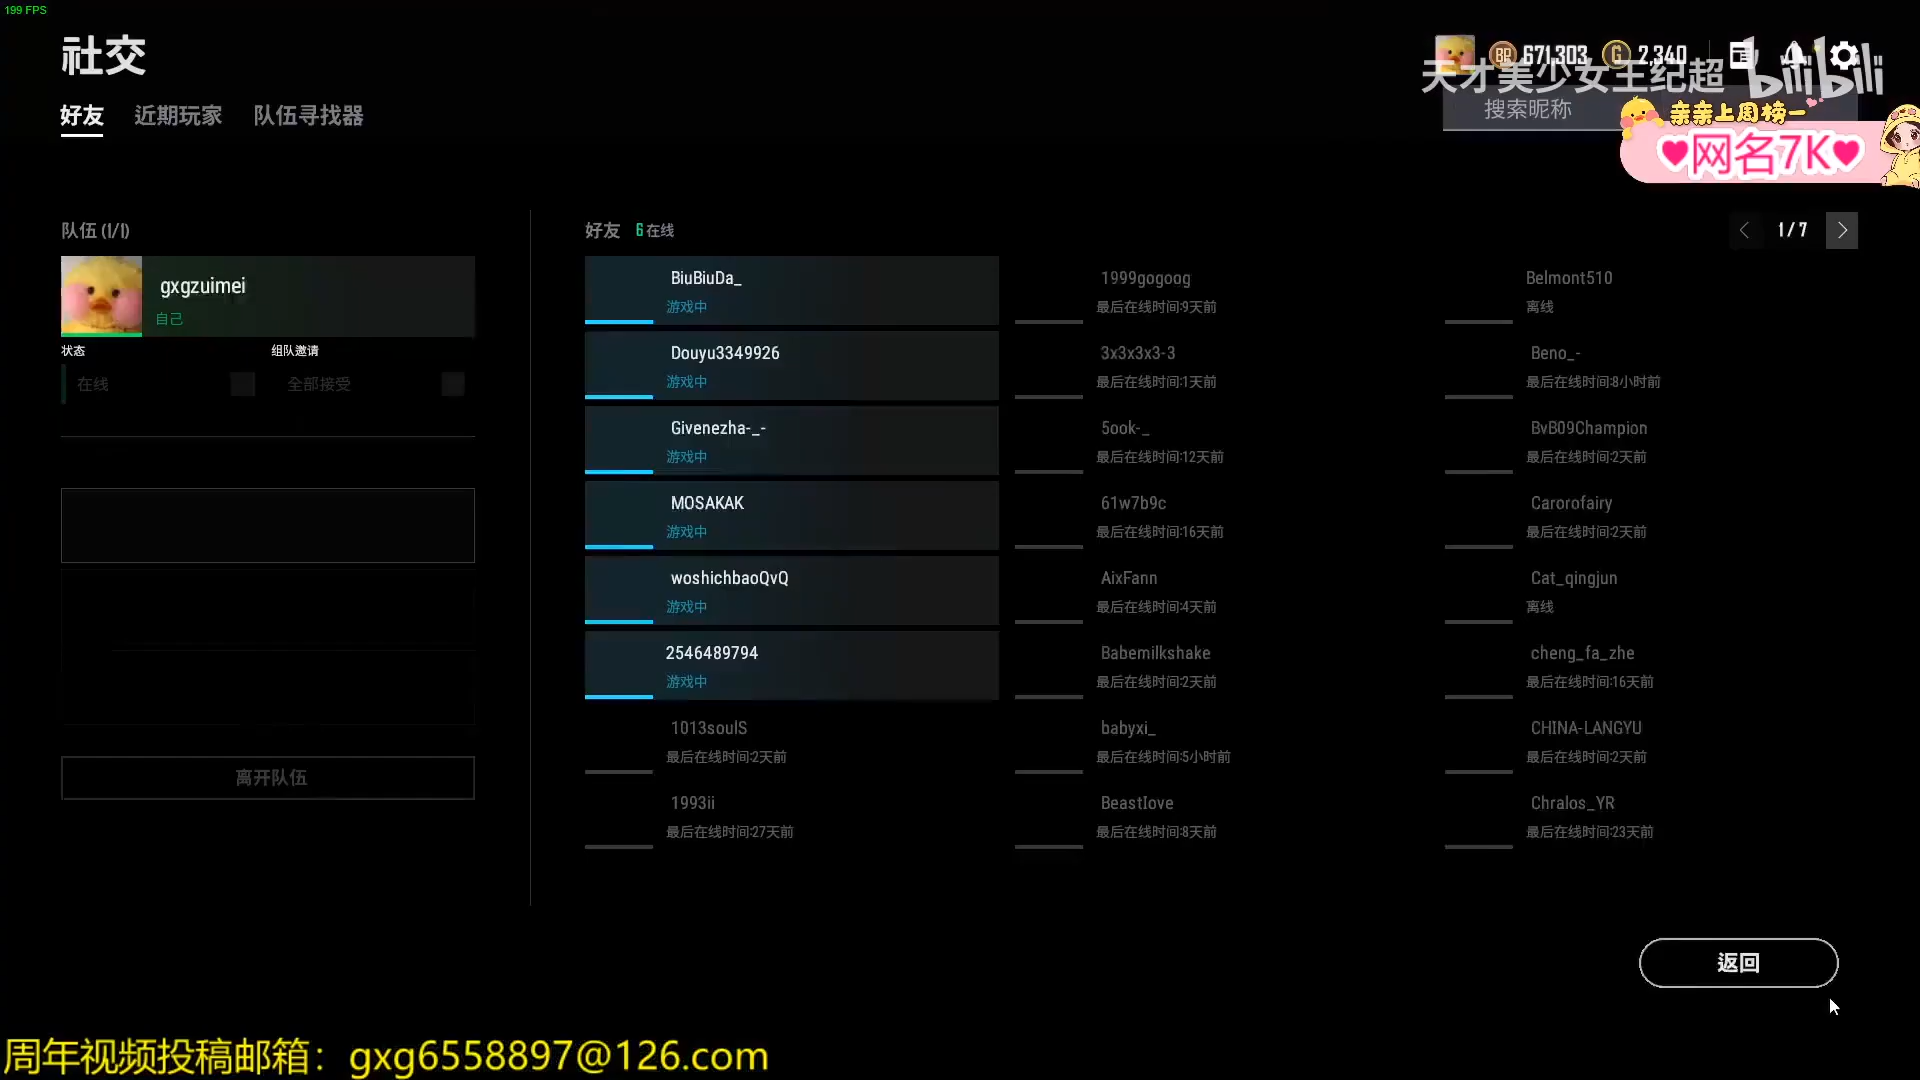 199 FPS
社交
BP 671,303 G 2,340
天才美少女王纪超 bilibili
好友 近期玩家 队伍寻找器
搜索昵称
亲亲上周榜一
网名7K
队伍 (1/1)
gxgzuimei
自己
状态 组队邀请
在线 全部接受
离开队伍
好友 6 在线
1/7
BiuBiuDa_
游戏中
Douyu3349926
游戏中
Givenezha-_-
游戏中
MOSAKAK
游戏中
woshichbaoQvQ
游戏中
2546489794
游戏中
1013soulS
最后在线时间:2天前
1993ii
最后在线时间:27天前
1999gogogg
最后在线时间:9天前
3x3x3x3-3
最后在线时间:1天前
5ook-_
最后在线时间:12天前
61w7b9c
最后在线时间:16天前
AixFann
最后在线时间:4天前
Babemilkshake
最后在线时间:2天前
babyxi_
最后在线时间:5小时前
BeastIove
最后在线时间:8天前
Belmont510
离线
Beno_-
最后在线时间:8小时前
BvB09Champion
最后在线时间:2天前
Carorofairy
最后在线时间:2天前
Cat_qingjun
离线
cheng_fa_zhe
最后在线时间:16天前
CHINA-LANGYU
最后在线时间:2天前
Chralos_YR
最后在线时间:23天前
返回
周年视频投稿邮箱：gxg6558897@126.com